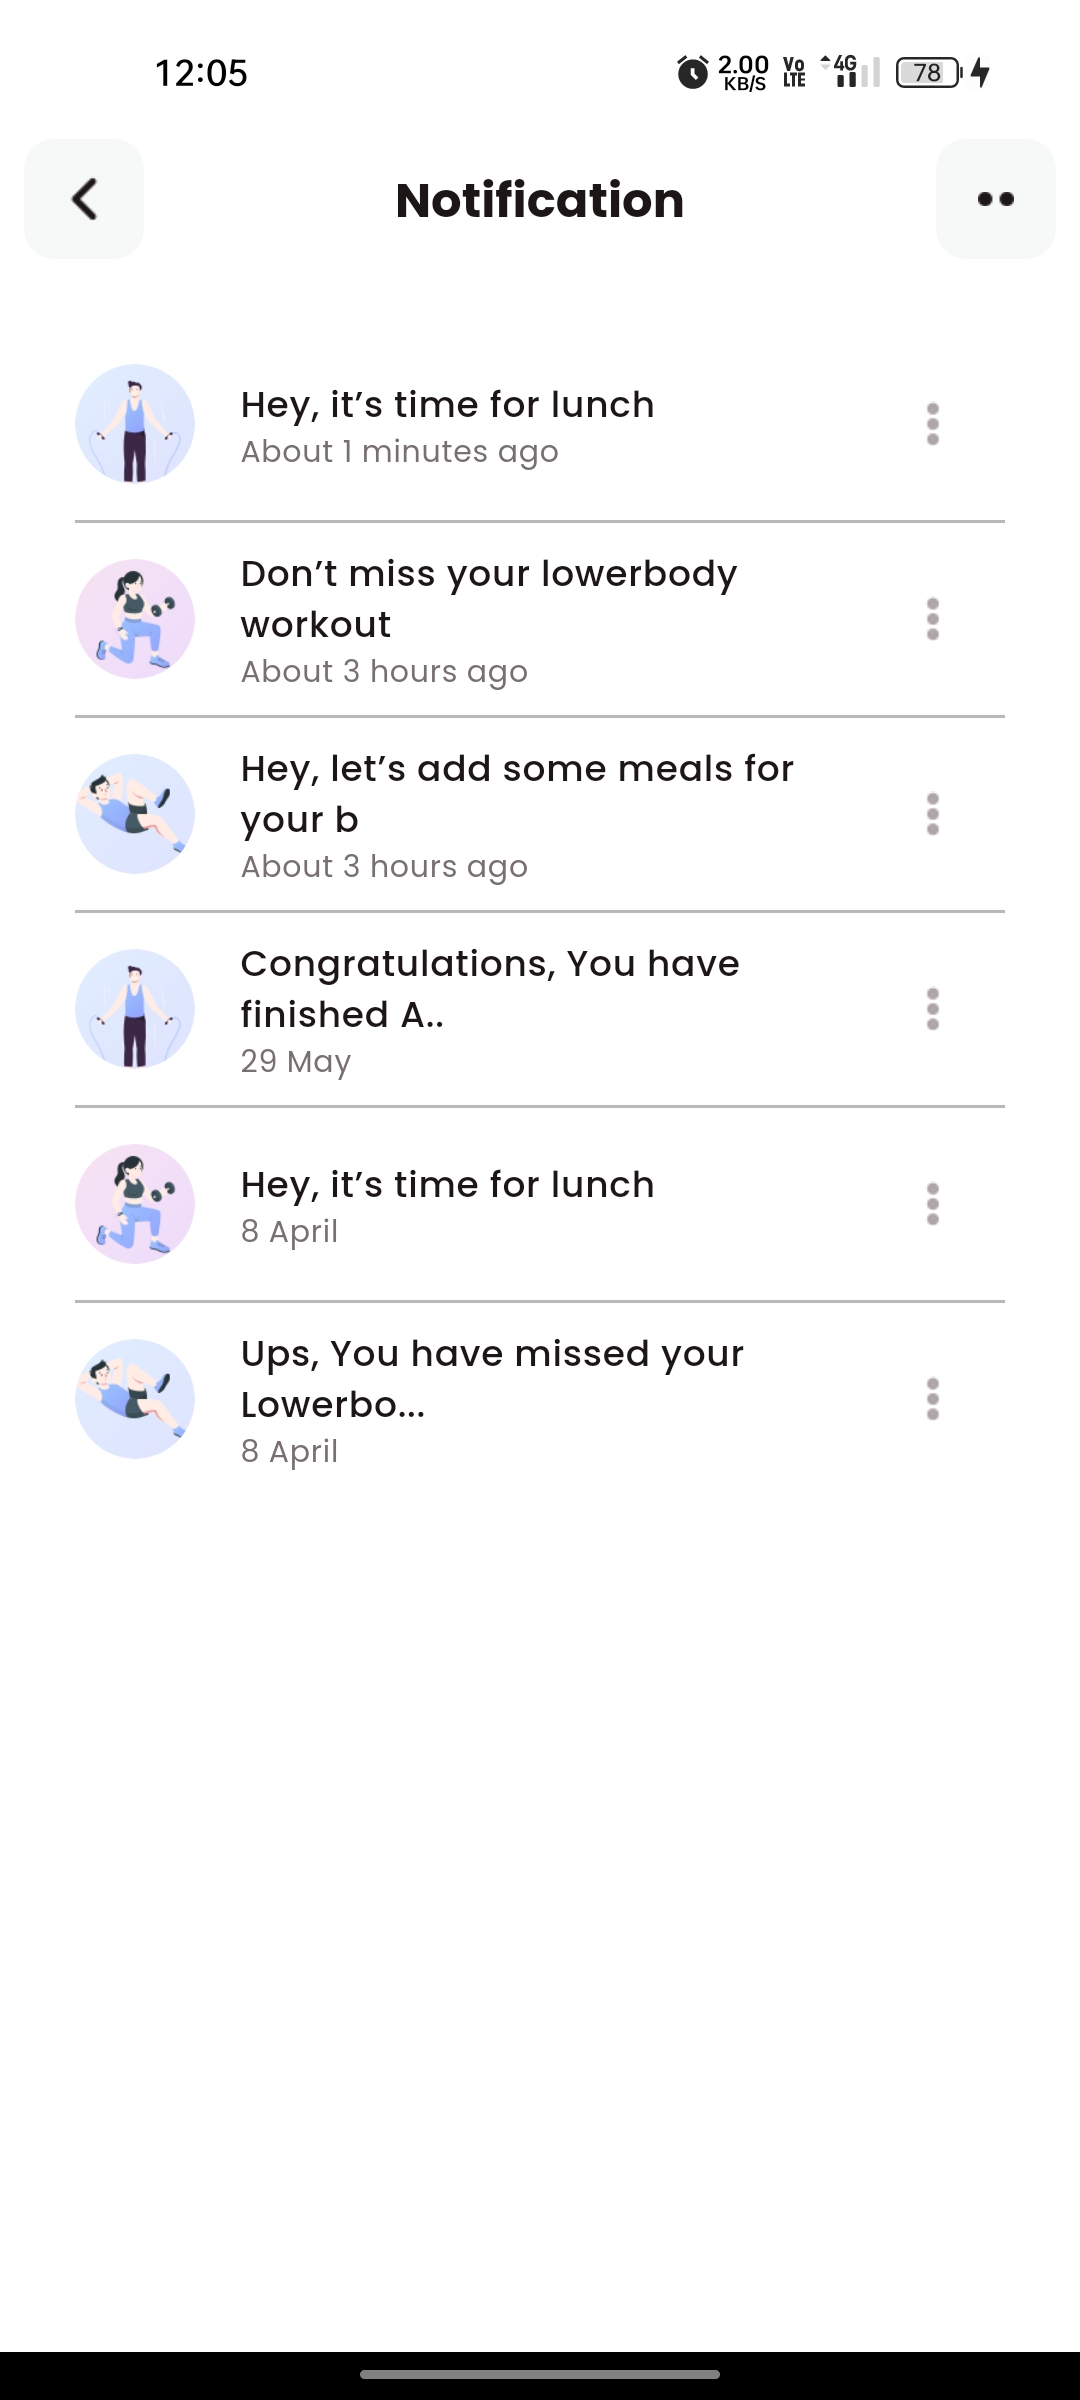 12:05
2.00
KB/S
Vo
LTE
4G
78
Notification
Hey, it’s time for lunch
About 1 minutes ago
Don’t miss your lowerbody
workout
About 3 hours ago
Hey, let’s add some meals for
your b
About 3 hours ago
Congratulations, You have
finished A..
29 May
Hey, it’s time for lunch
8 April
Ups, You have missed your
Lowerbo...
8 April